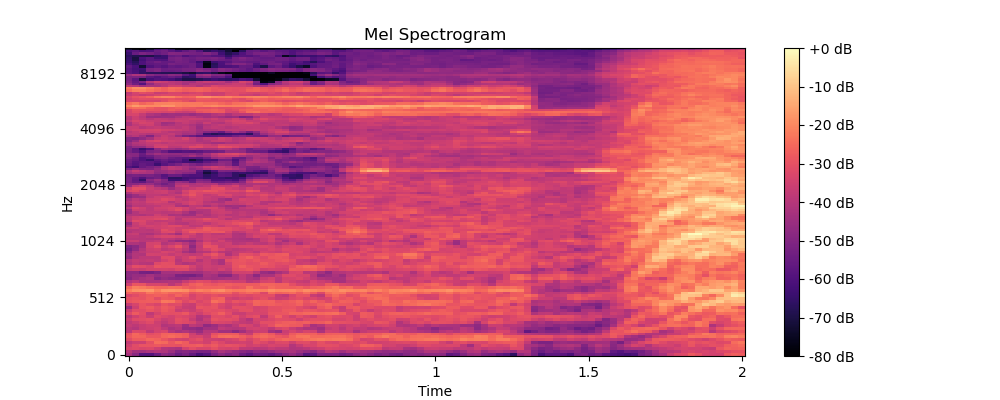 Mel Spectrogram
Hz
8192
4096
2048
1024
512
0
0
0.5
1
1.5
2
Time
+0 dB
-10 dB
-20 dB
-30 dB
-40 dB
-50 dB
-60 dB
-70 dB
-80 dB